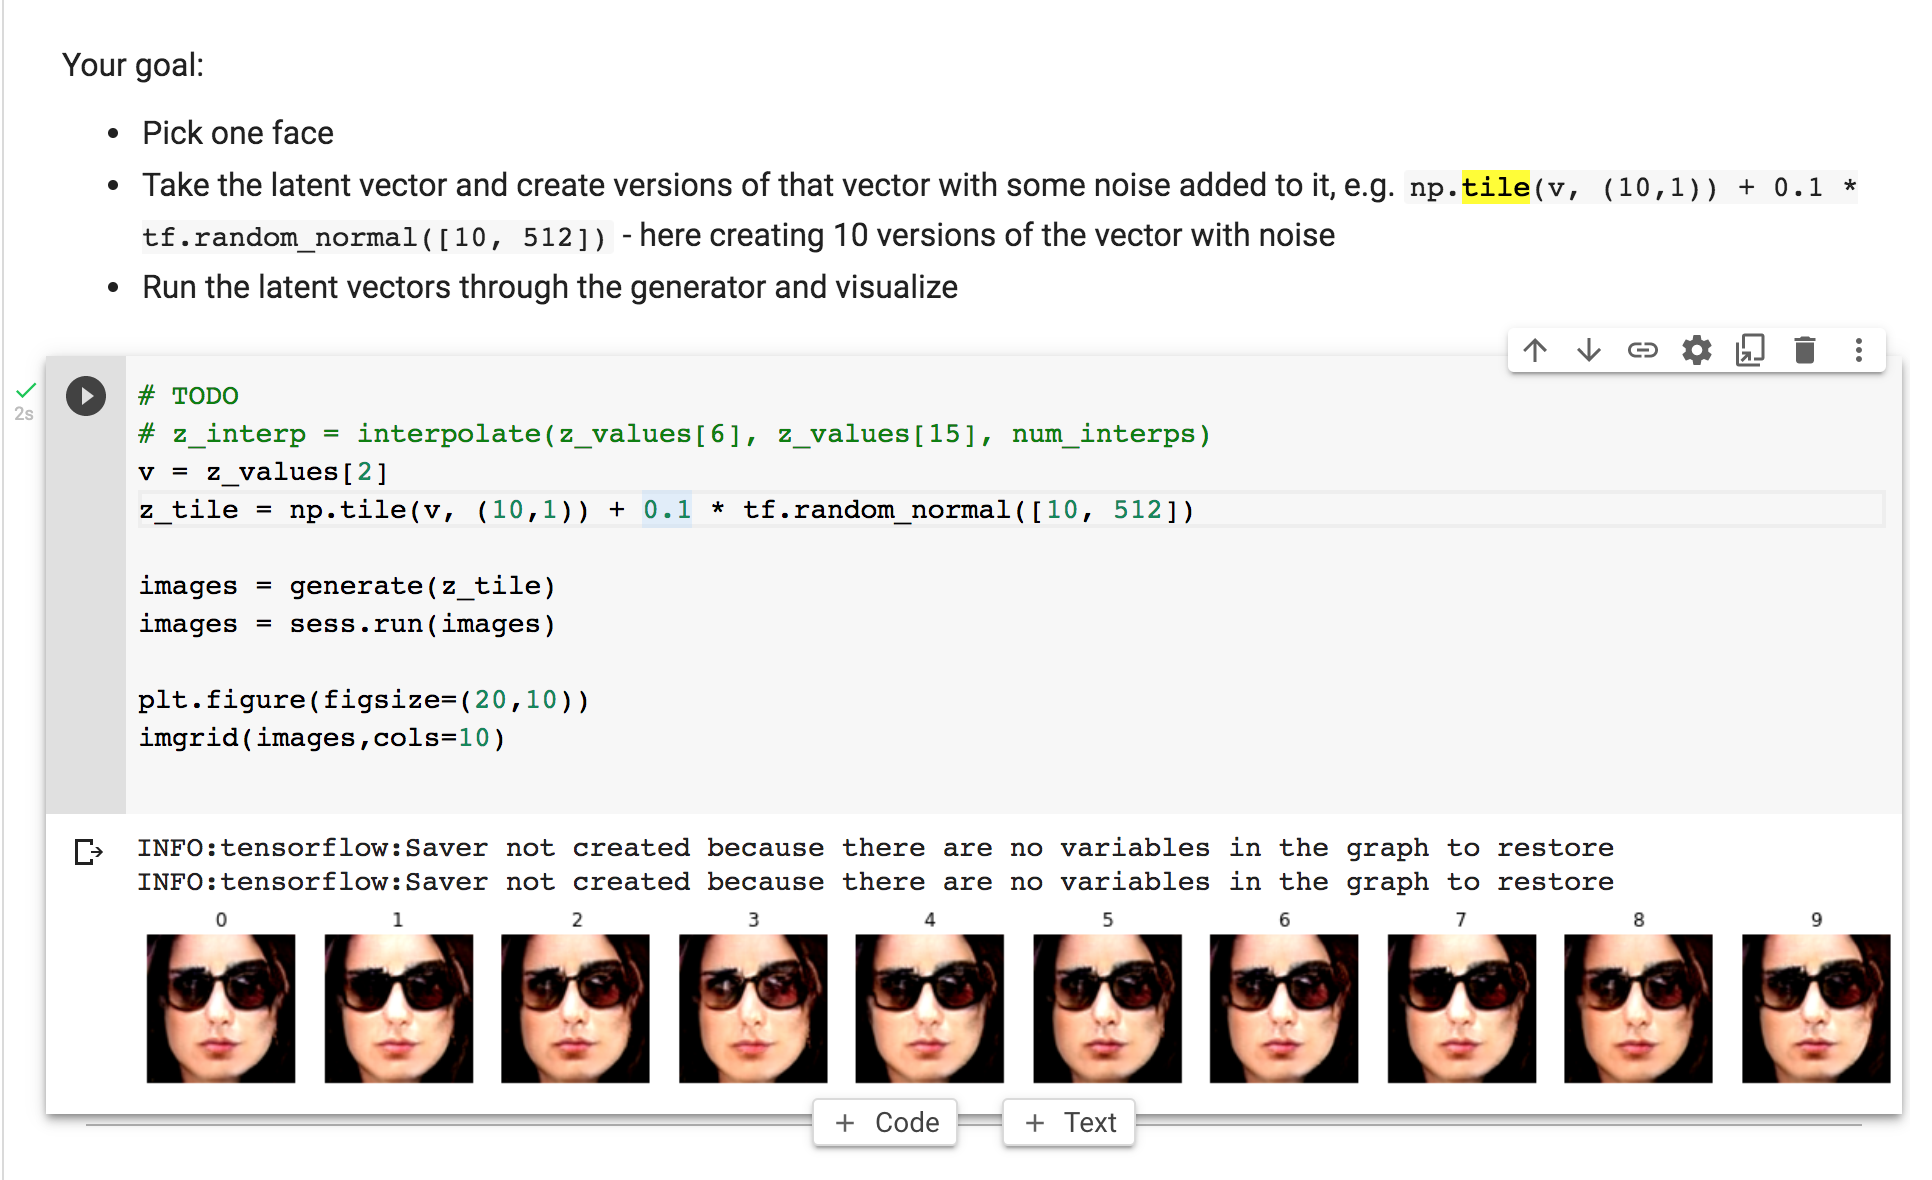 Your goal:
• Pick one face
• Take the latent vector and create versions of that vector with some noise added to it, e.g. np.tile(v, (10,1)) + 0.1 *
tf.random_normal([10, 512]) - here creating 10 versions of the vector with noise
• Run the latent vectors through the generator and visualize
2s
# TODO
# z_interp = interpolate(z_values[6], z_values[15], num_interps)
v = z_values[2]
z_tile = np.tile(v, (10,1)) + 0.1 * tf.random_normal([10, 512])
images = generate(z_tile)
images = sess.run(images)
plt.figure(figsize=(20,10))
imgrid(images,cols=10)
INFO:tensorflow:Saver not created because there are no variables in the graph to restore
INFO:tensorflow:Saver not created because there are no variables in the graph to restore
0 1 2 3 4 5 6 7 8 9
+ Code + Text